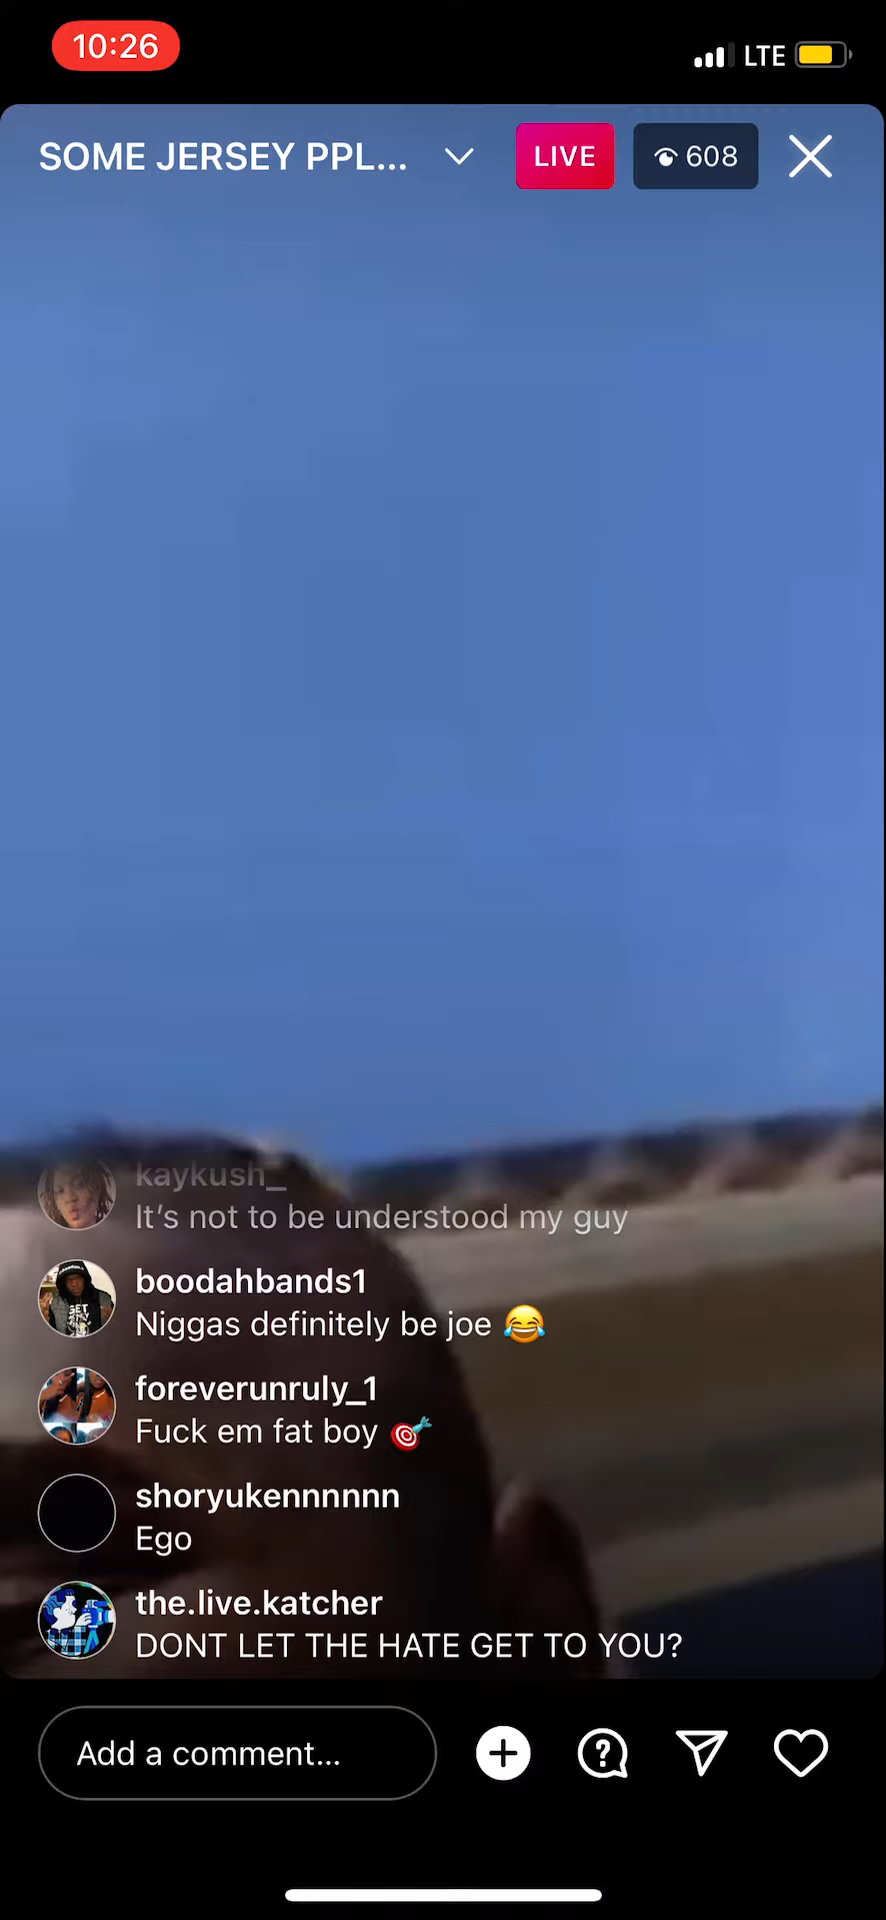 10:26
LTE
SOME JERSEY PPL...
LIVE
608
kaykush_
It's not to be understood my guy
boodahbands1
Niggas definitely be joe 😂
foreverunruly_1
Fuck em fat boy 🎯
shoryukennnnnn
Ego
the.live.katcher
DONT LET THE HATE GET TO YOU?
Add a comment...